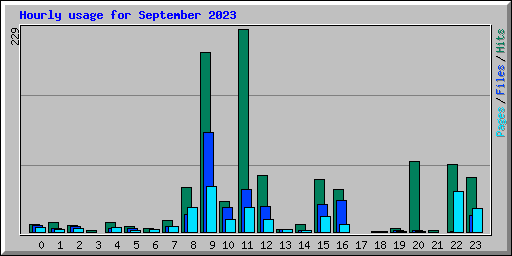 Hourly usage for September 2023
229
Pages / Files / Hits
0 1 2 3 4 5 6 7 8 9 10 11 12 13 14 15 16 17 18 19 20 21 22 23